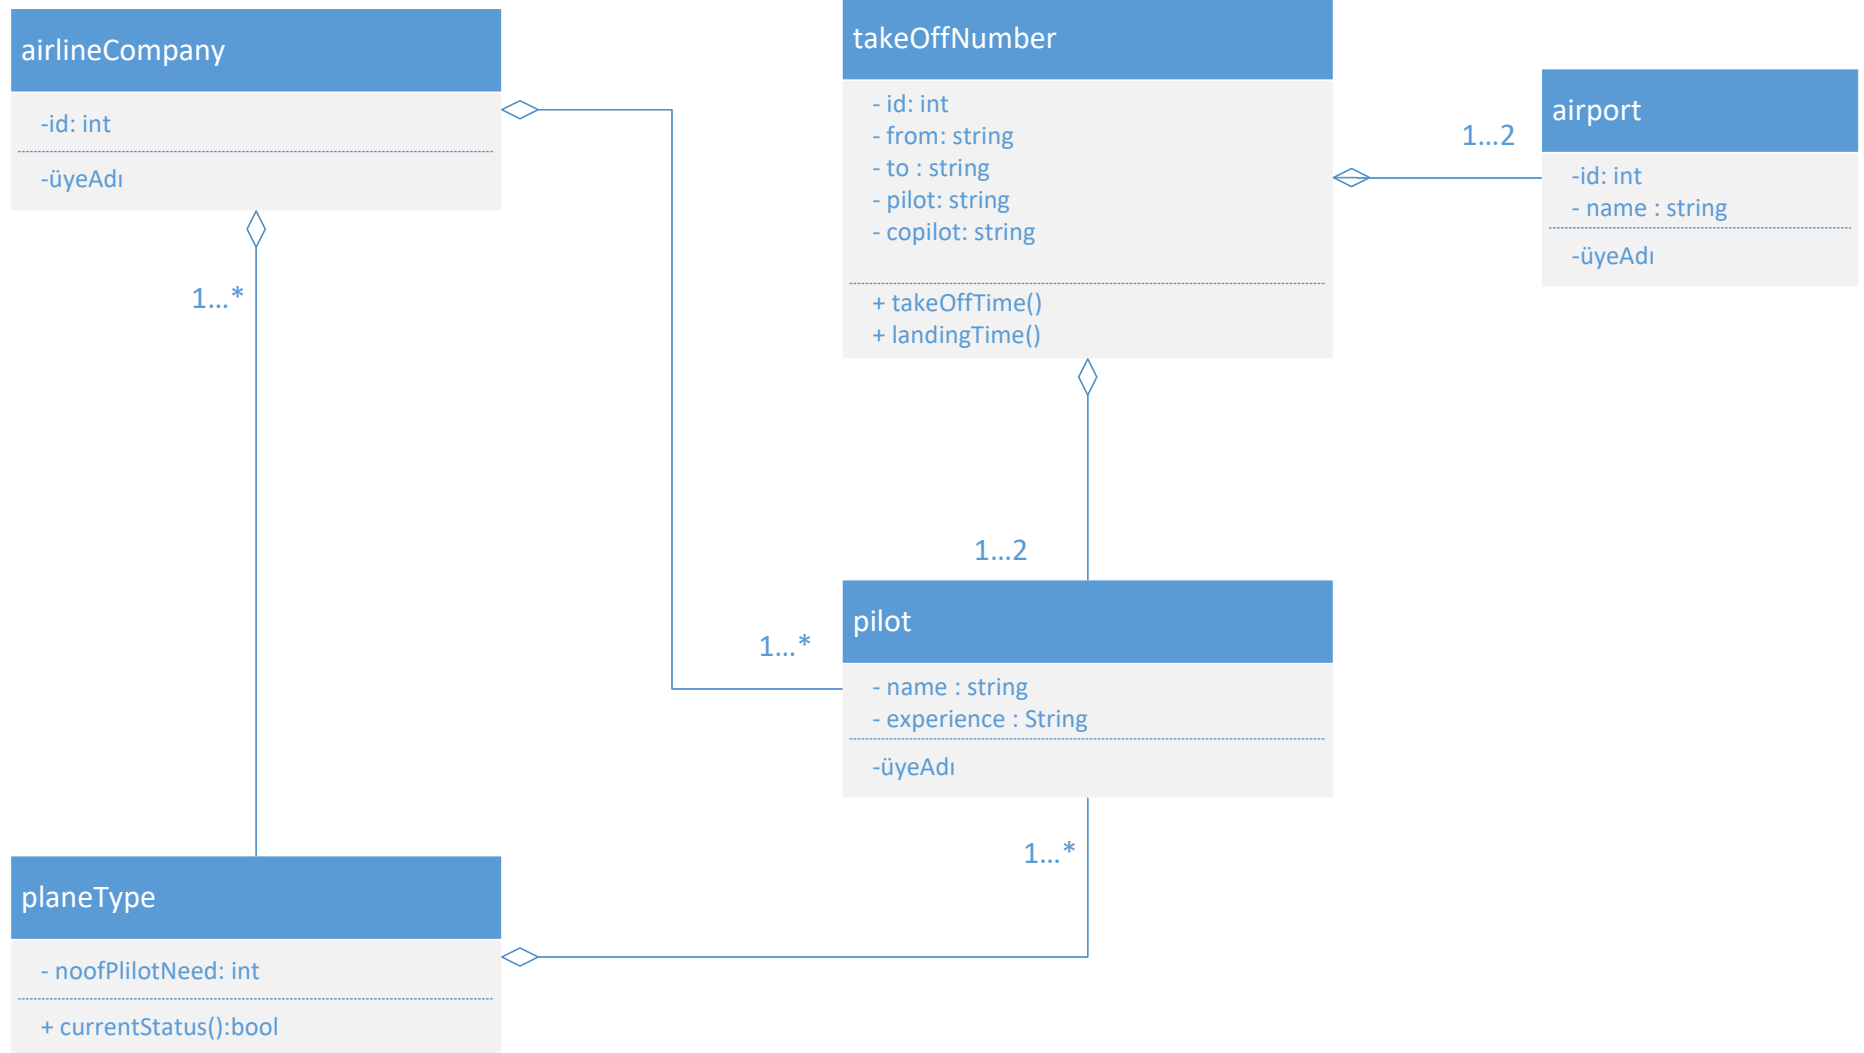 airlineCompany
-id: int
-üyeAdı
1...*
takeOffNumber
- id: int
- from: string
- to : string
- pilot: string
- copilot: string
+ takeOffTime()
+ landingTime()
1...2
airport
-id: int
- name : string
-üyeAdı
1...2
1...*
pilot
- name : string
- experience : String
-üyeAdı
1...*
planeType
- noofPlilotNeed: int
+ currentStatus():bool